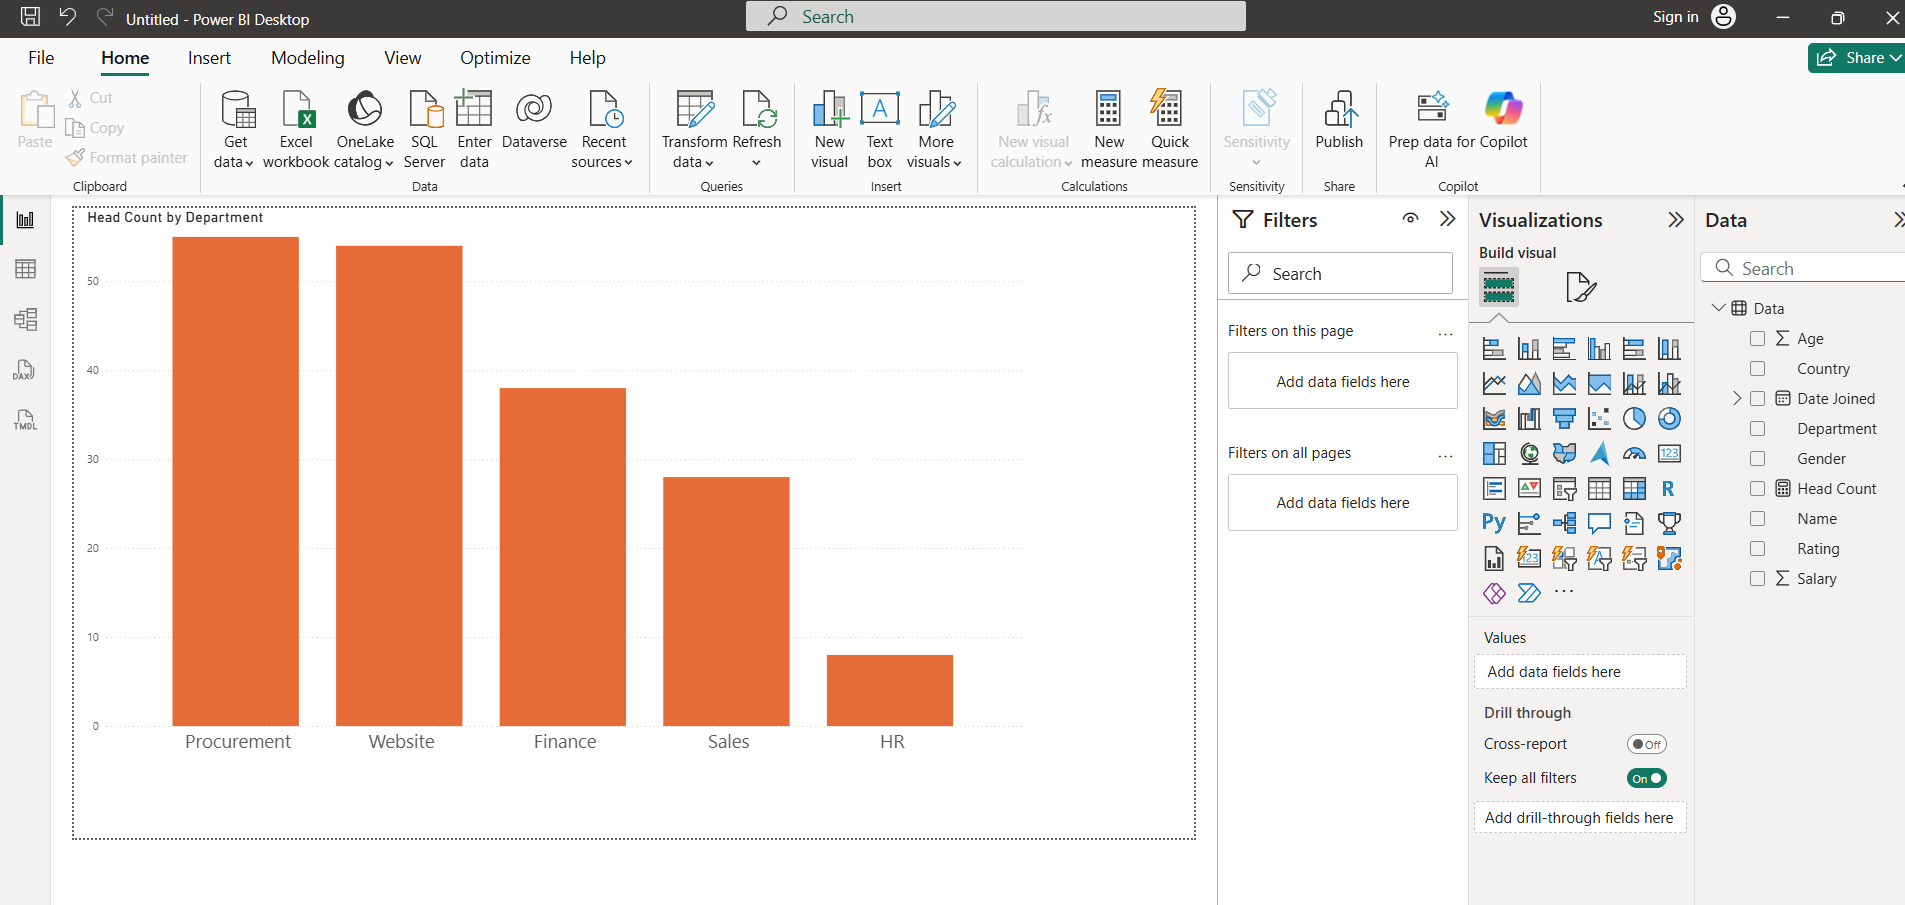 Untitled - Power BI Desktop
Search
Sign in
File Home Insert Modeling View Optimize Help
Share
Paste
Cut
Copy
Format painter
Clipboard
Get data
Excel workbook
OneLake catalog
SQL Server
Enter data
Dataverse
Recent sources
Data
Transform data
Refresh
Queries
New visual
Text box
A
More visuals
Insert
New visual calculation
New measure
Quick measure
Calculations
Sensitivity
Sensitivity
Publish
Share
Prep data for AI
Copilot
Copilot
DAX
TMDL
Head Count by Department
50
40
30
20
10
0
Procurement Website Finance Sales HR
Filters
Search
Filters on this page ...
Add data fields here
Filters on all pages ...
Add data fields here
Visualizations
Build visual
123
R
Py
123
A
...
Values
Add data fields here
Drill through
Cross-report Off
Keep all filters On
Add drill-through fields here
Data
Search
Data
Σ Age
Country
Date Joined
Department
Gender
Head Count
Name
Rating
Σ Salary